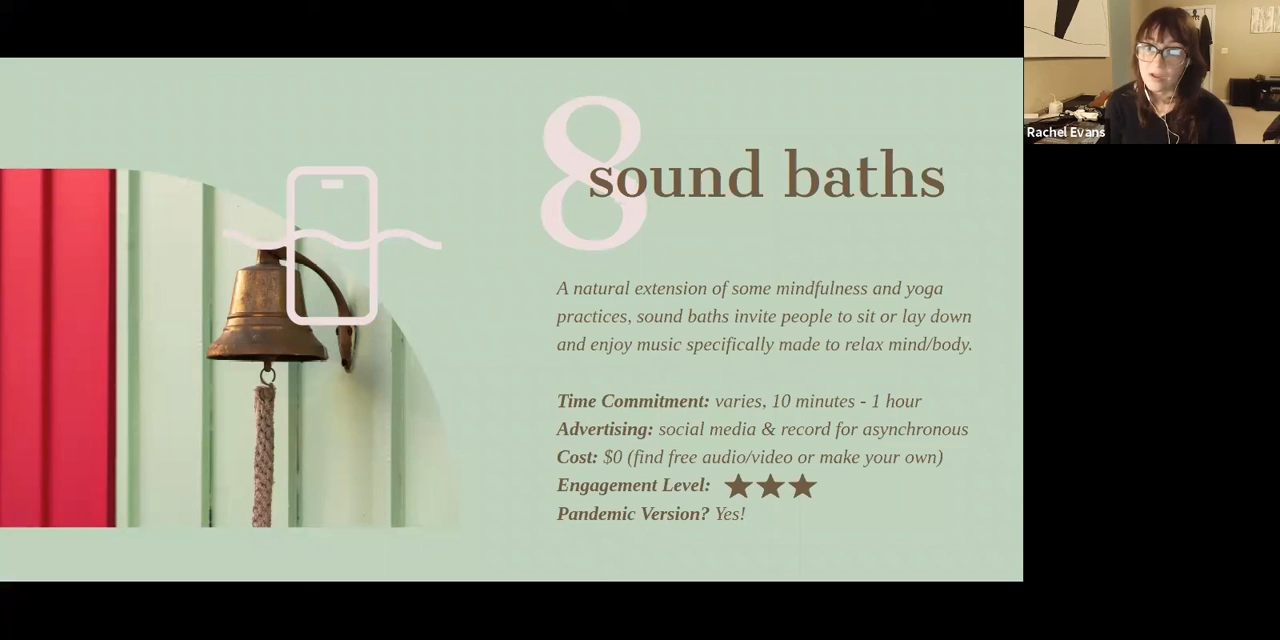 8
sound baths
A natural extension of some mindfulness and yoga
practices, sound baths invite people to sit or lay down
and enjoy music specifically made to relax mind/body.
Time Commitment: varies, 10 minutes - 1 hour
Advertising: social media & record for asynchronous
Cost: $0 (find free audio/video or make your own)
Engagement Level:
Pandemic Version? Yes!
Rachel Evans